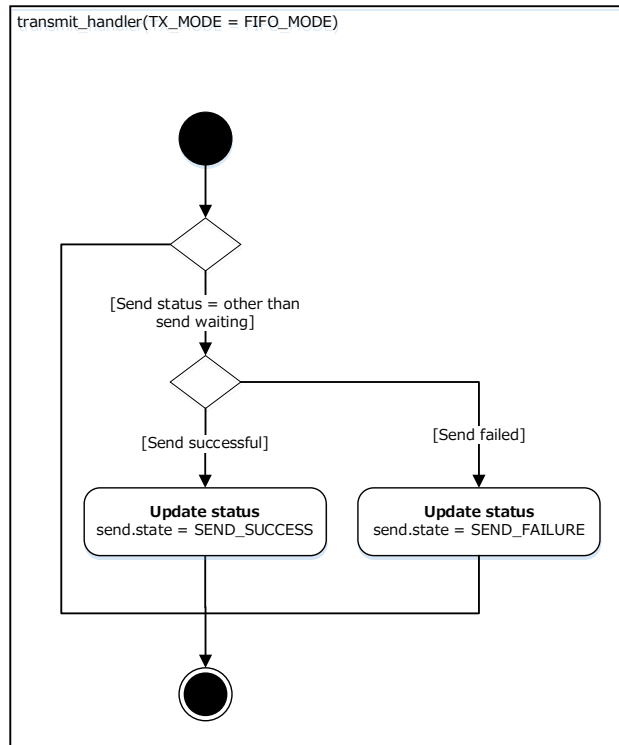 transmit_handler(TX_MODE = FIFO_MODE)
[Send status = other than
send waiting]
[Send successful]
[Send failed]
Update status
send.state = SEND_SUCCESS
Update status
send.state = SEND_FAILURE